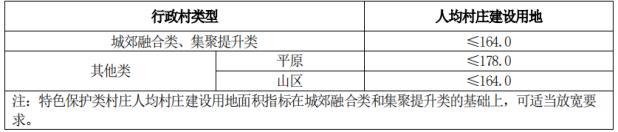 行政村类型 人均村庄建设用地
城郊融合类、集聚提升类 ≤164.0
其他类 平原 ≤178.0
山区 ≤164.0
注：特色保护类村庄人均村庄建设用地面积指标在城郊融合类和集聚提升类的基础上，可适当放宽要
求。